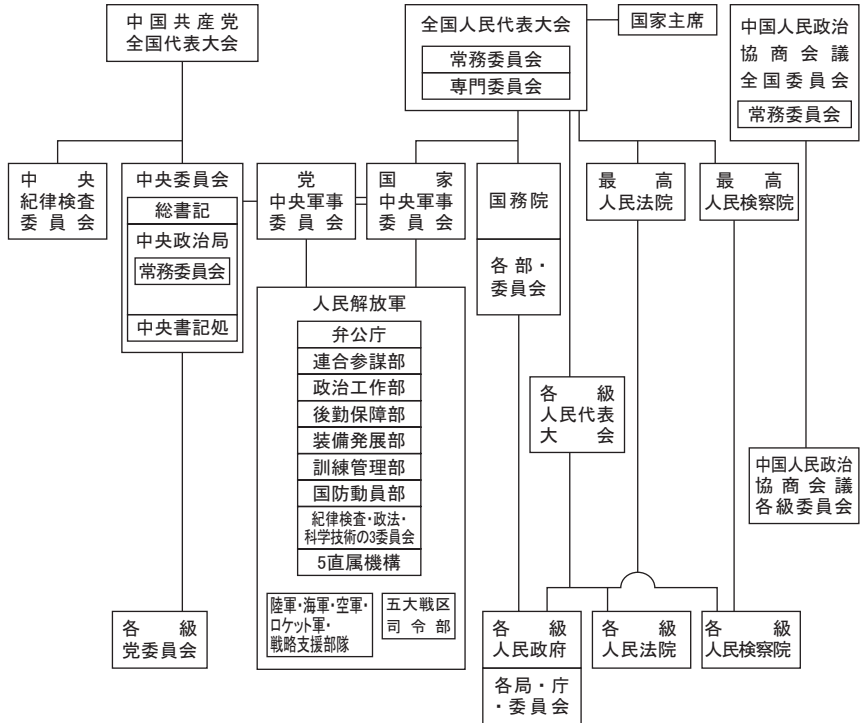 中国共産党
全国代表大会
全国人民代表大会
常務委員会
専門委員会
国家主席
中国人民政治
協商会議
全国委員会
常務委員会
中央
紀律検査
委員会
中央委員会
総書記
中央政治局
常務委員会
中央書記処
党
中央軍事
委員会
国家
中央軍事
委員会
国務院
各部・
委員会
最高
人民法院
最高
人民検察院
人民解放軍
弁公庁
連合参謀部
政治工作部
後勤保障部
装備発展部
訓練管理部
国防動員部
紀律検査・政法・
科学技術の3委員会
5直属機構
陸軍・海軍・空軍・
ロケット軍・
戦略支援部隊
五大戦区
司令部
各級
人民代表
大会
中国人民政治
協商会議
各級委員会
各級
党委員会
各級
人民政府
各局・庁
・委員会
各級
人民法院
各級
人民検察院